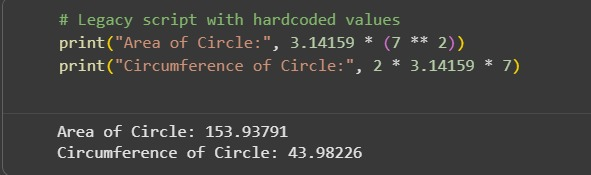 # Legacy script with hardcoded values
print("Area of Circle:", 3.14159 * (7 ** 2))
print("Circumference of Circle:", 2 * 3.14159 * 7)
Area of Circle: 153.93791
Circumference of Circle: 43.98226